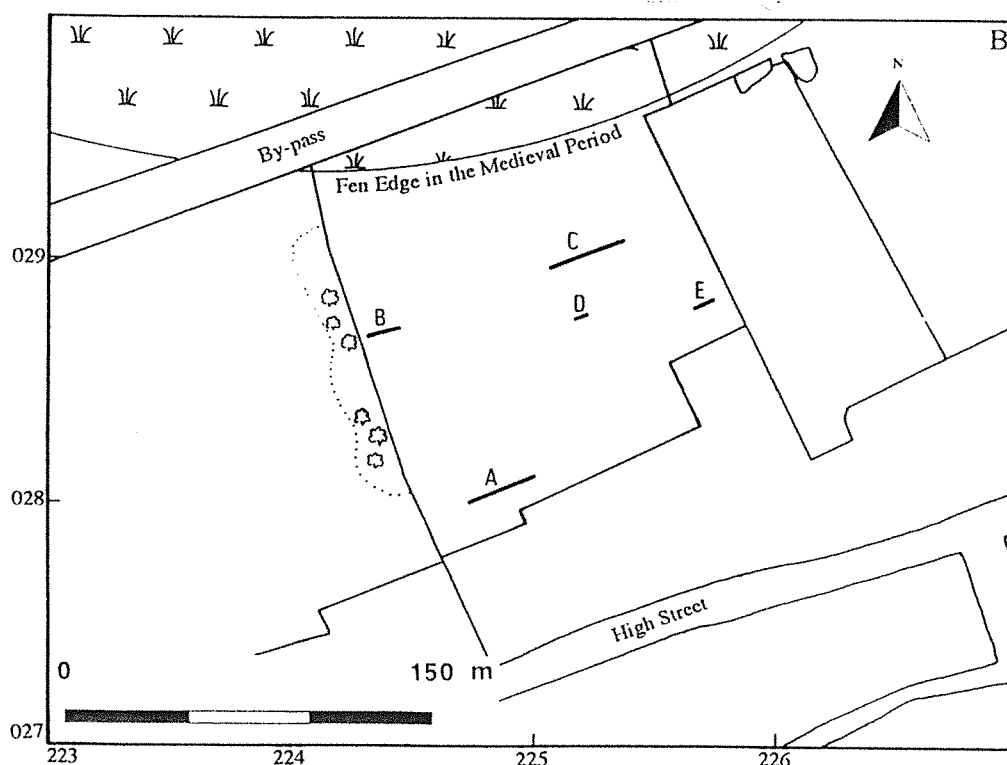 B
N
By-pass
Fen Edge in the Medieval Period
029
C
D
E
B
A
028
High Street
0 150 m
027
223 224 225 226